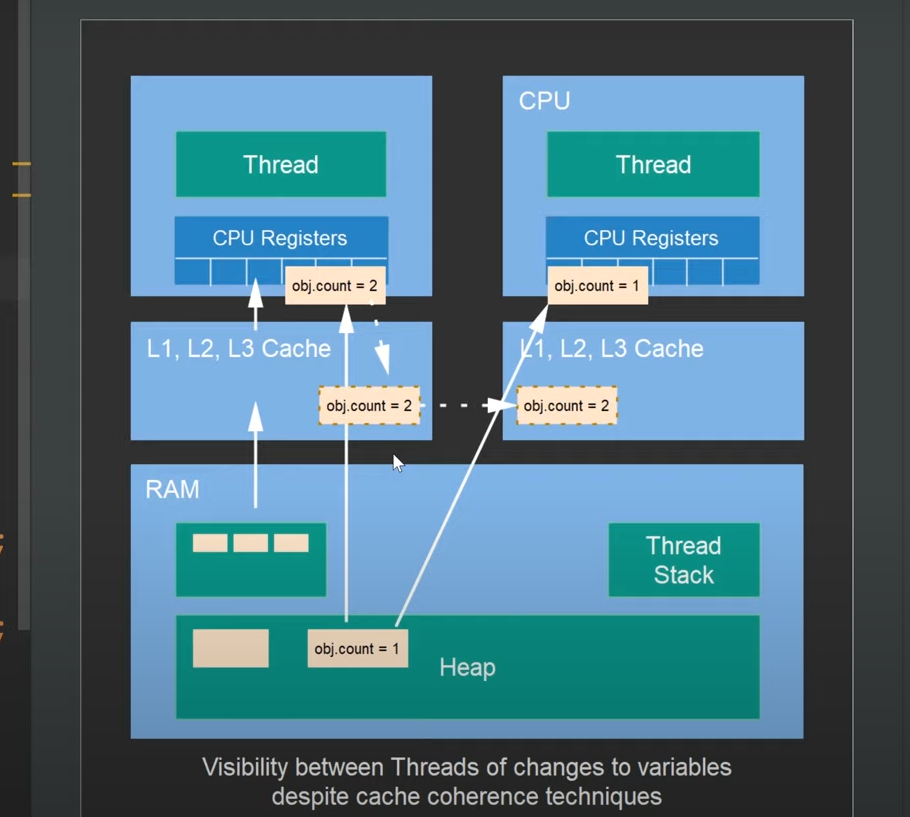 CPU
Thread
Thread
CPU Registers
CPU Registers
obj.count = 2
obj.count = 1
L1, L2, L3 Cache
L1, L2, L3 Cache
obj.count = 2
obj.count = 2
RAM
Thread
Stack
obj.count = 1
Heap
Visibility between Threads of changes to variables
despite cache coherence techniques